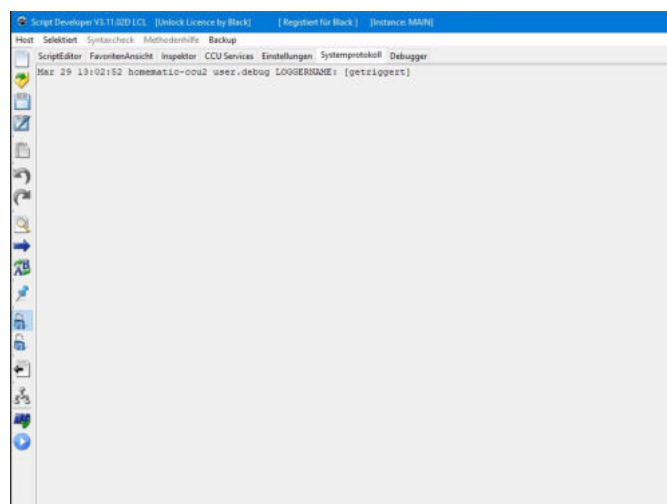 Script Developer V3.11.02D LCL [Unlock Licence by Black] [ Registiert für Black ] [Instance: MAIN]
Host Selektiert Syntaxcheck Methodenhilfe Backup
ScriptEditor FavoritenAnsicht Inspektor CCU Services Einstellungen Systemprotokoll Debugger
Mar 29 13:02:52 homematic-ccu2 user.debug LOGGERNAME: [getriggert]